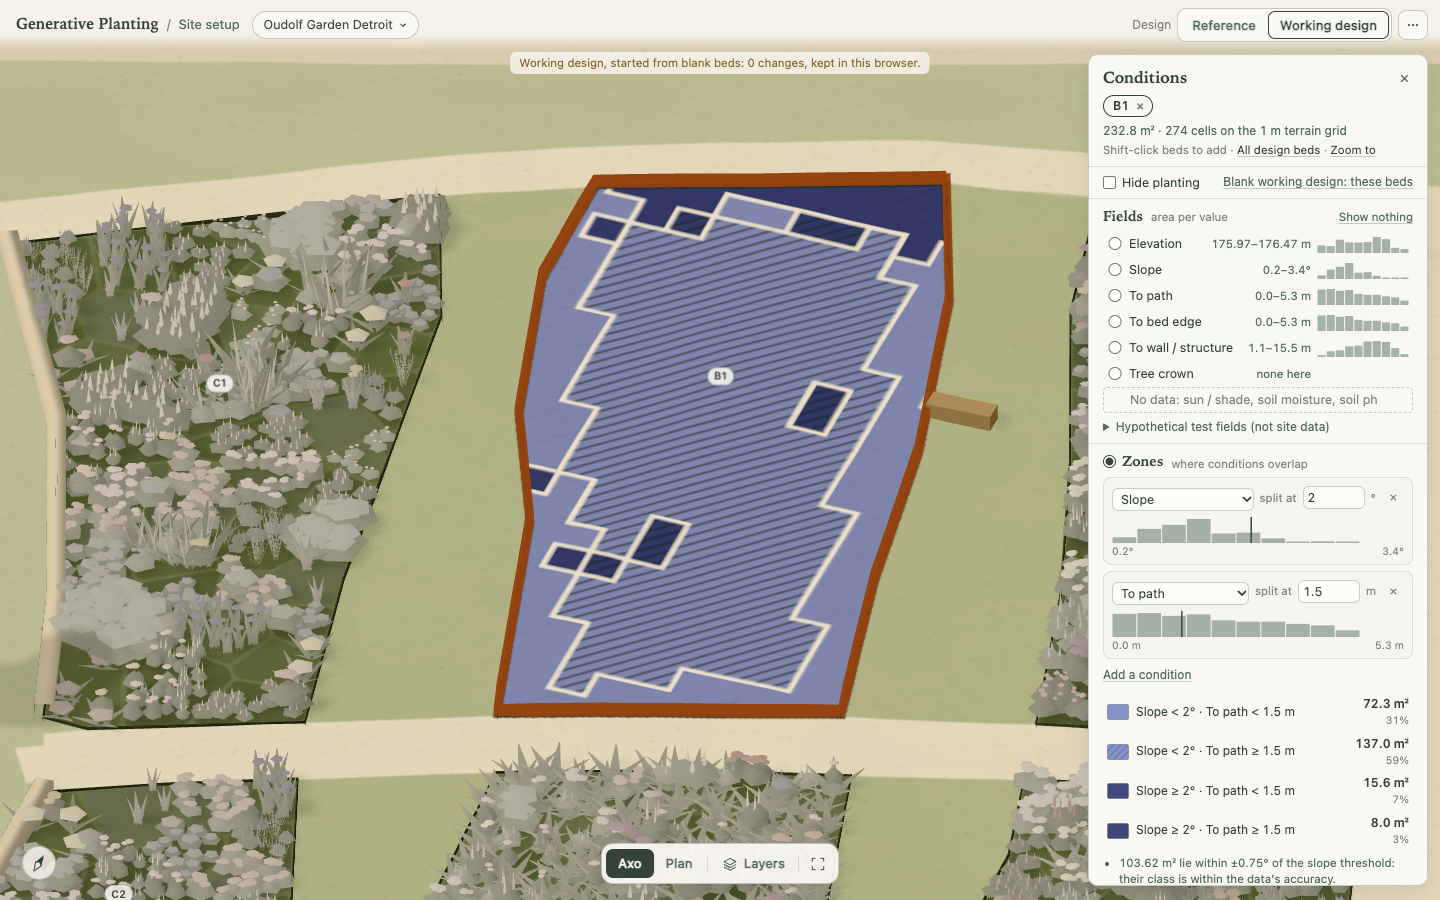 Generative Planting / Site setup Oudolf Garden Detroit Design Reference Working design ...
Working design, started from blank beds: 0 changes, kept in this browser.
Conditions ×
B1 ×
232.8 m² · 274 cells on the 1 m terrain grid
Shift-click beds to add · All design beds · Zoom to
Hide planting Blank working design: these beds
Fields area per value Show nothing
Elevation 175.97–176.47 m
Slope 0.2–3.4°
To path 0.0–5.3 m
To bed edge 0.0–5.3 m
To wall / structure 1.1–15.5 m
Tree crown none here
No data: sun / shade, soil moisture, soil ph
Hypothetical test fields (not site data)
Zones where conditions overlap
Slope split at 2 ° ×
0.2° 3.4°
To path split at 1.5 m ×
0.0 m 5.3 m
Add a condition
Slope < 2° · To path < 1.5 m 72.3 m²
31%
Slope < 2° · To path ≥ 1.5 m 137.0 m²
59%
Slope ≥ 2° · To path < 1.5 m 15.6 m²
7%
Slope ≥ 2° · To path ≥ 1.5 m 8.0 m²
3%
• 103.62 m² lie within ±0.75° of the slope threshold:
their class is within the data's accuracy.
C1
B1
C2
Axo Plan Layers